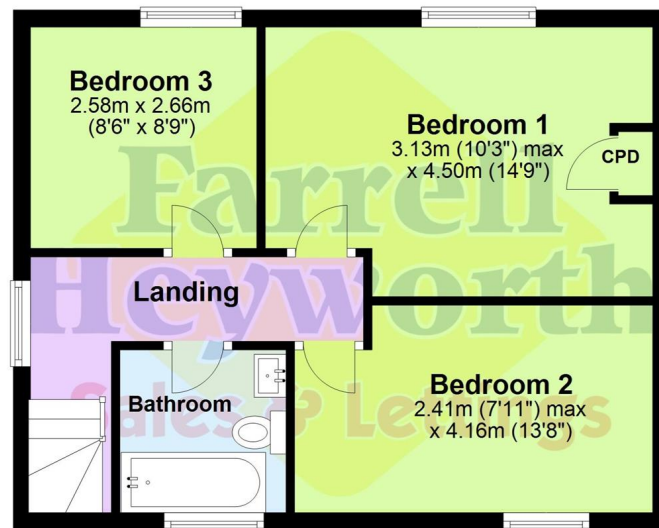 Bedroom 3
2.58m x 2.66m
(8'6" x 8'9")
Bedroom 1
3.13m (10'3") max
x 4.50m (14'9")
CPD
Farrell
Heyworth
Sales & Lettings
Landing
Bathroom
Bedroom 2
2.41m (7'11") max
x 4.16m (13'8")